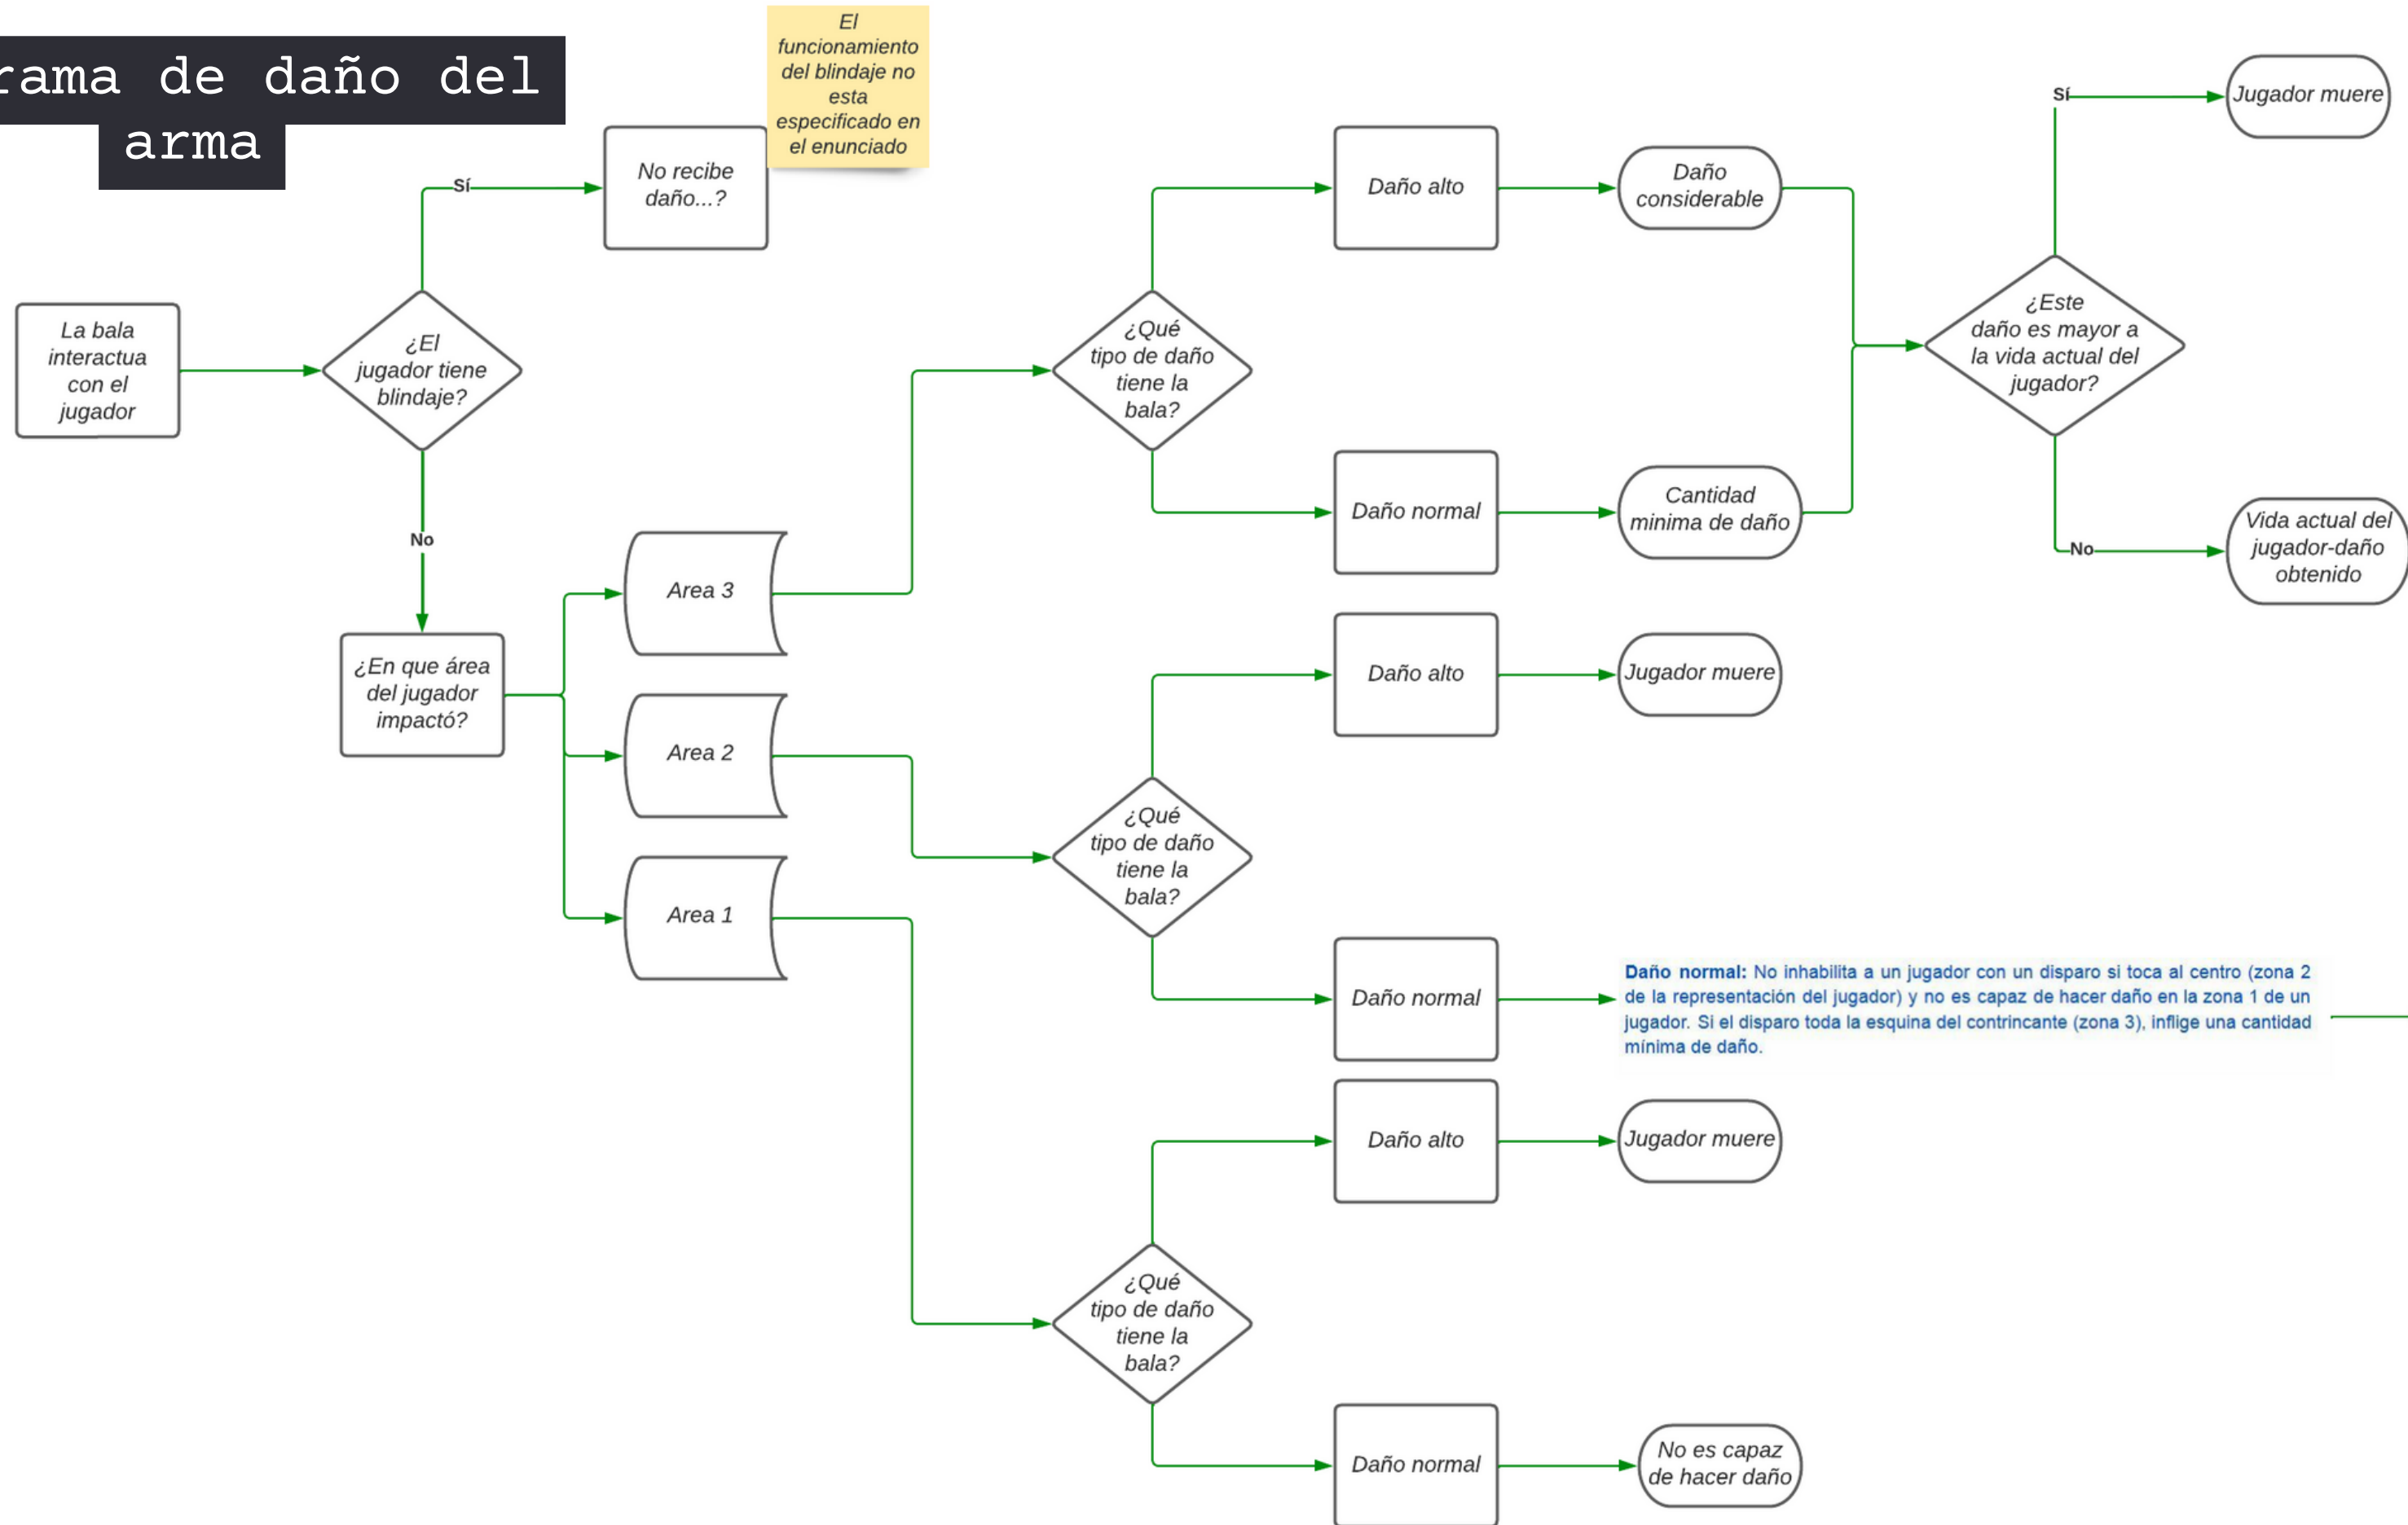 rama de daño del
arma
El
funcionamiento
del blindaje no
esta
especificado en
el enunciado
No recibe
daño...?
Sí
La bala
interactua
con el
jugador
¿El
jugador tiene
blindaje?
No
¿En que área
del jugador
impactó?
Area 3
Area 2
Area 1
¿Qué
tipo de daño
tiene la
bala?
Daño alto
Daño
considerable
Daño normal
Cantidad
minima de daño
¿Este
daño es mayor a
la vida actual del
jugador?
Sí
Jugador muere
No
Vida actual del
jugador-daño
obtenido
¿Qué
tipo de daño
tiene la
bala?
Daño alto
Jugador muere
Daño normal
Daño normal: No inhabilita a un jugador con un disparo si toca al centro (zona 2
de la representación del jugador) y no es capaz de hacer daño en la zona 1 de un
jugador. Si el disparo toda la esquina del contrincante (zona 3), inflige una cantidad
mínima de daño.
¿Qué
tipo de daño
tiene la
bala?
Daño alto
Jugador muere
Daño normal
No es capaz
de hacer daño